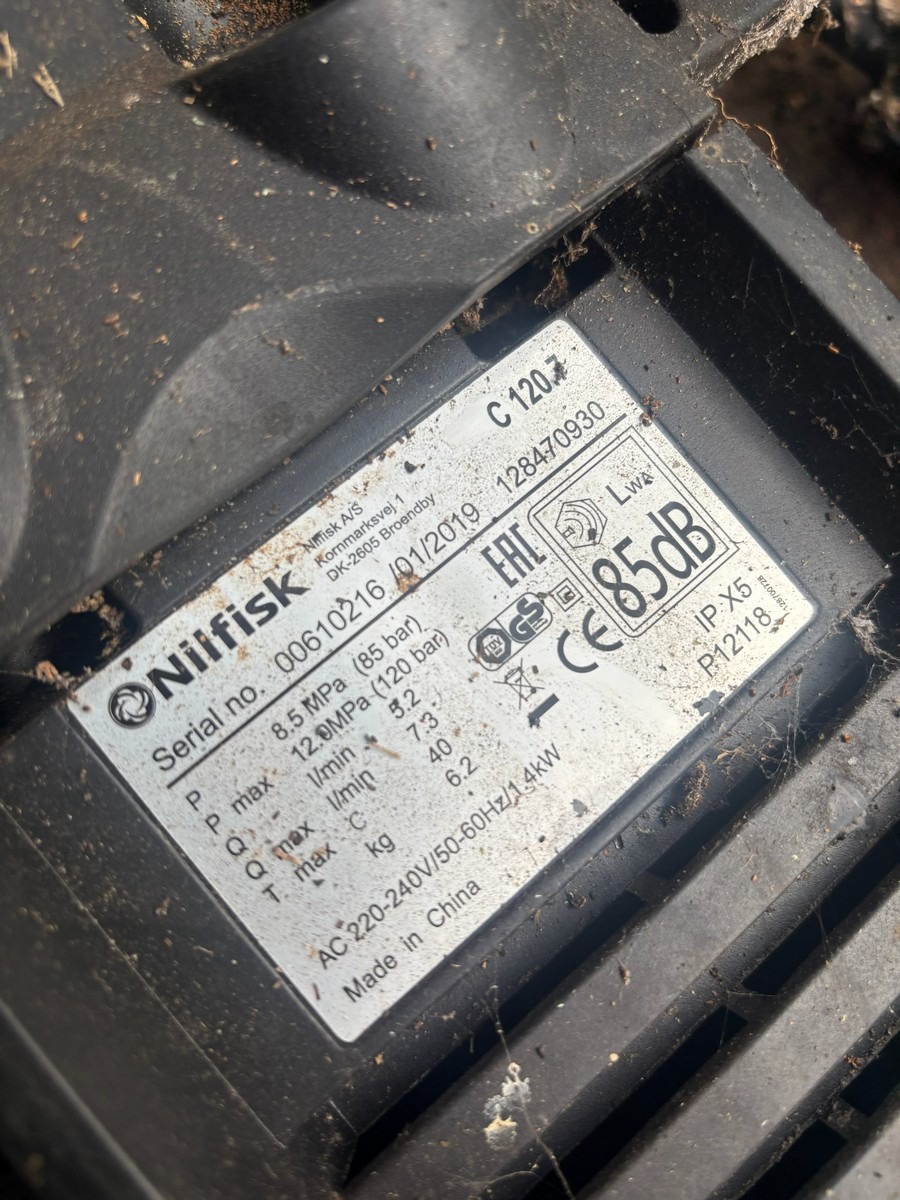 Nilfisk
Nilfisk A/S
Kornmarksvej 1
DK-2605 Broendby
C 120.7
Serial no. 00610216 /01/2019 128470930
P 8.5 MPa (85 bar)
P max 12.0MPa (120 bar)
Q l/min 5.2
Q max l/min 7.3
T max C 40
kg 6.2
AC 220-240V/50-60Hz/1.4kW
Made in China
EAC
LWA
85dB
GS
CE
IP X5
P12118
128700728